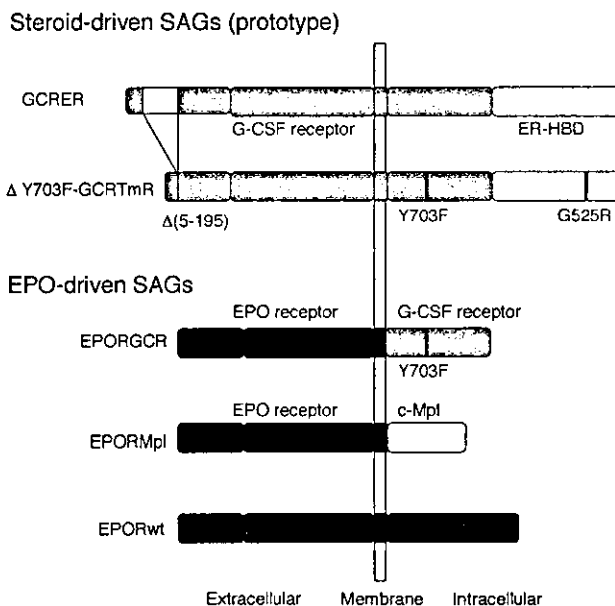 Steroid-driven SAGs (prototype)
GCRER
G-CSF receptor
ER-HBD
Δ Y703F-GCRTmR
Δ(5-195)
Y703F
G525R
EPO-driven SAGs
EPO receptor
G-CSF receptor
EPORGCR
Y703F
EPO receptor
c-Mpl
EPORMpl
EPORwt
Extracellular Membrane Intracellular